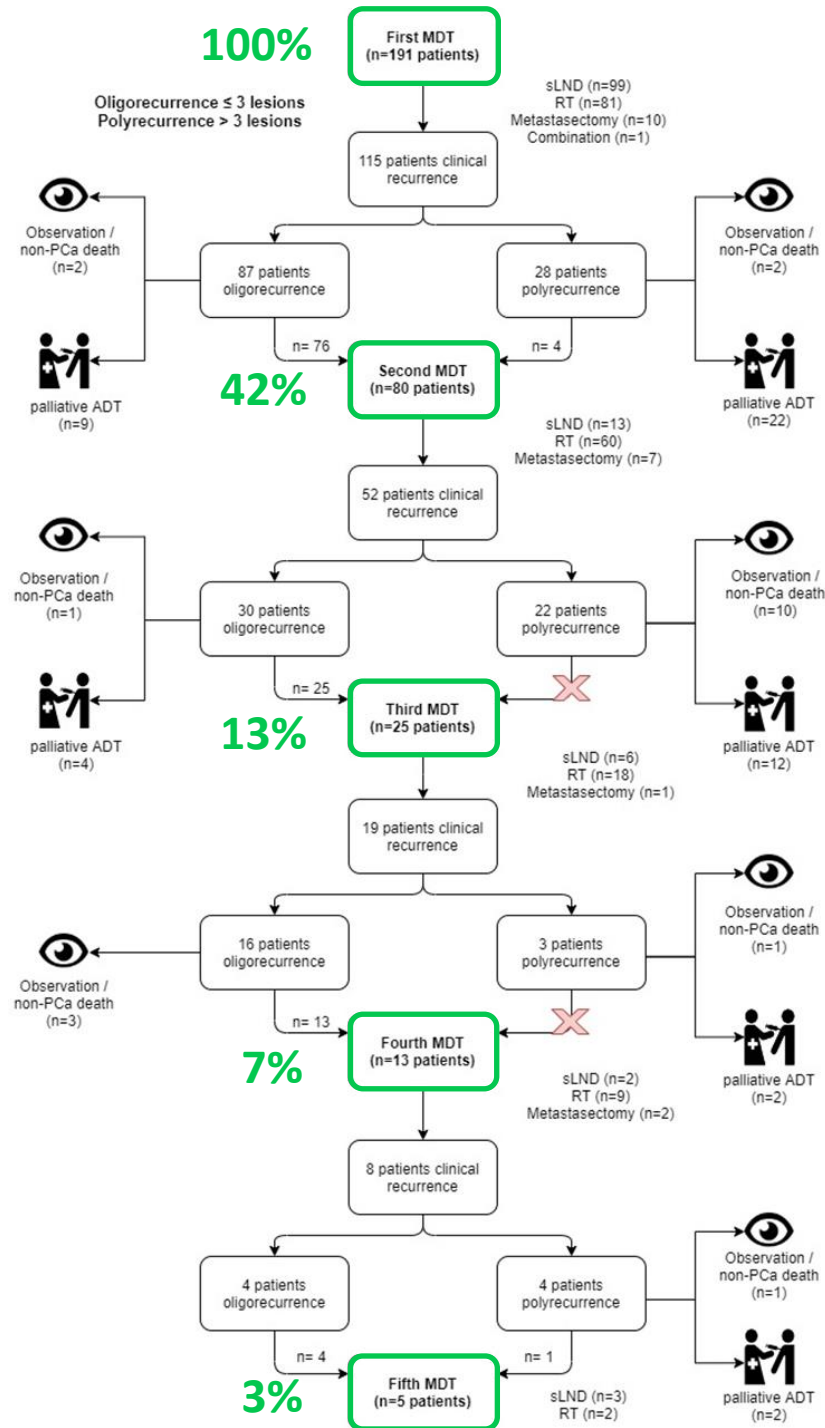 100%
First MDT
(n=191 patients)
Oligorecurrence ≤ 3 lesions
Polyrecurrence > 3 lesions
sLND (n=99)
RT (n=81)
Metastasectomy (n=10)
Combination (n=1)
115 patients clinical
recurrence
Observation /
non-PCa death
(n=2)
87 patients
oligorecurrence
28 patients
polyrecurrence
Observation /
non-PCa death
(n=2)
palliative ADT
(n=9)
n= 76
n= 4
palliative ADT
(n=22)
42%
Second MDT
(n=80 patients)
sLND (n=13)
RT (n=60)
Metastasectomy (n=7)
52 patients clinical
recurrence
Observation /
non-PCa death
(n=1)
30 patients
oligorecurrence
22 patients
polyrecurrence
Observation /
non-PCa death
(n=10)
palliative ADT
(n=4)
n= 25
palliative ADT
(n=12)
13%
Third MDT
(n=25 patients)
sLND (n=6)
RT (n=18)
Metastasectomy (n=1)
19 patients clinical
recurrence
Observation /
non-PCa death
(n=3)
16 patients
oligorecurrence
3 patients
polyrecurrence
Observation /
non-PCa death
(n=1)
n= 13
palliative ADT
(n=2)
7%
Fourth MDT
(n=13 patients)
sLND (n=2)
RT (n=9)
Metastasectomy (n=2)
8 patients clinical
recurrence
4 patients
oligorecurrence
4 patients
polyrecurrence
Observation /
non-PCa death
(n=1)
n= 4
n= 1
palliative ADT
(n=2)
3%
Fifth MDT
(n=5 patients)
sLND (n=3)
RT (n=2)